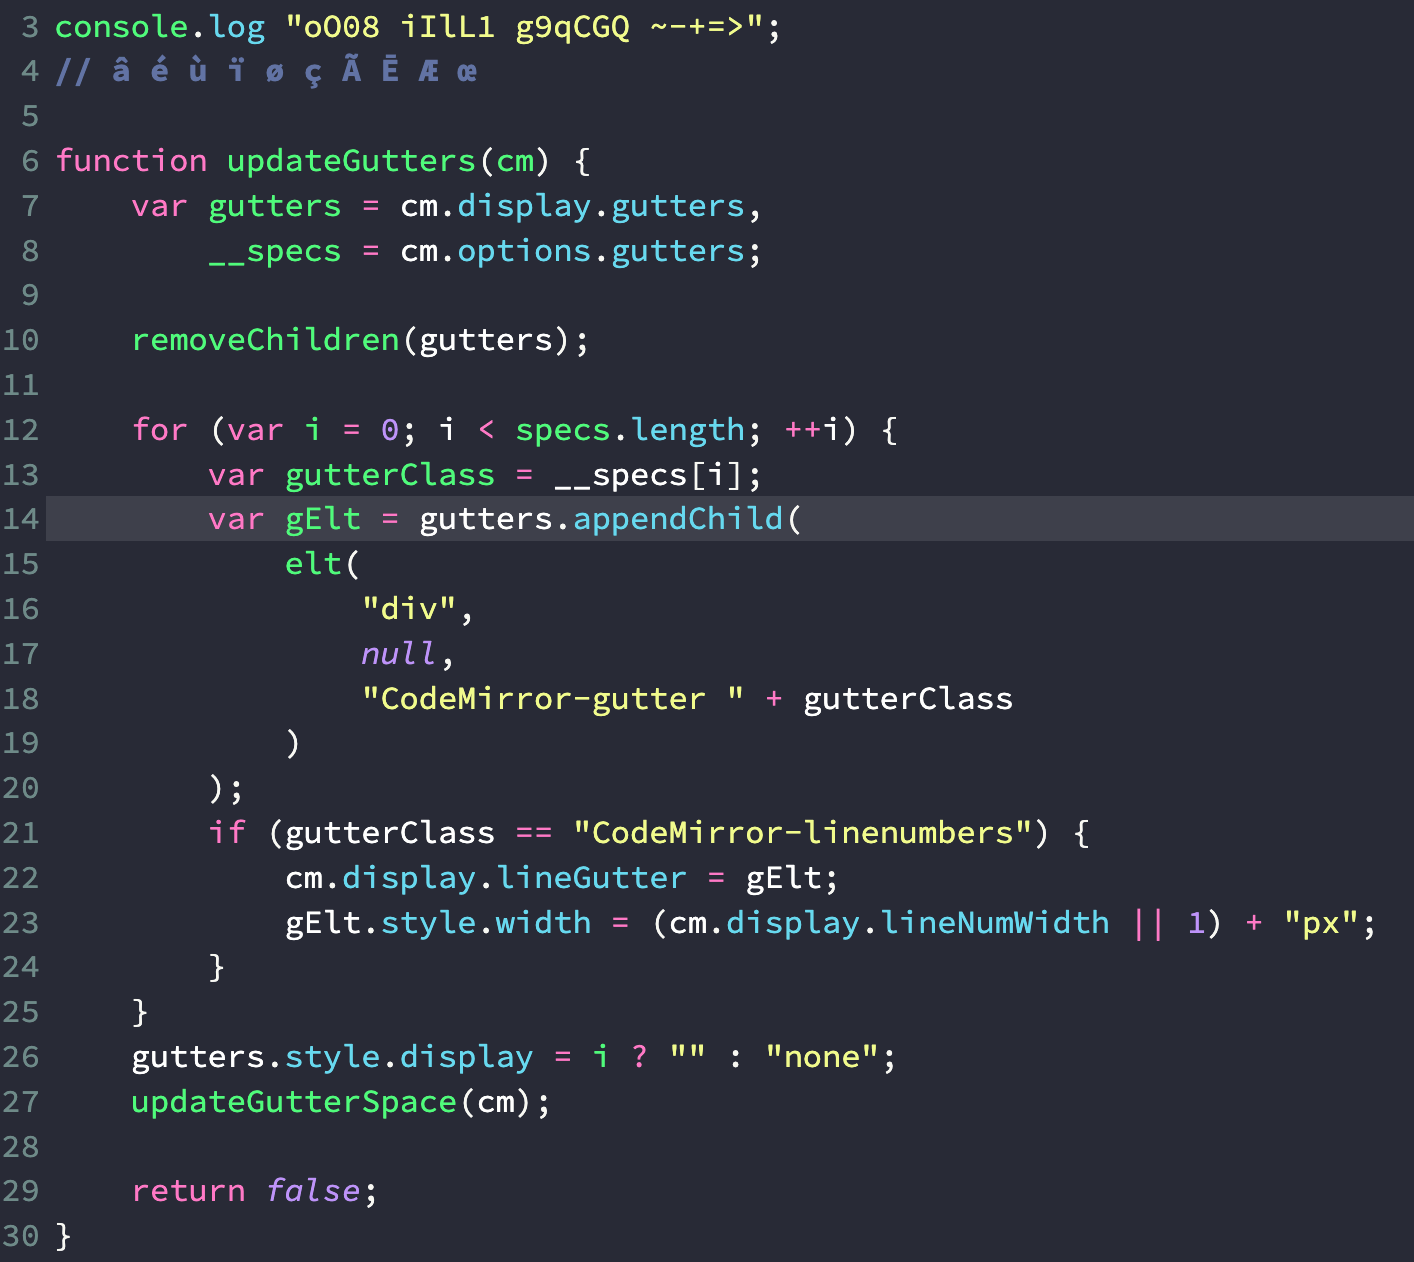 3 console.log "oO08 iIlL1 g9qCGQ ~-+=>";
4 // â é ù ï ø ç Ã Ē Æ œ
5
6 function updateGutters(cm) {
7     var gutters = cm.display.gutters,
8         __specs = cm.options.gutters;
9
10     removeChildren(gutters);
11
12     for (var i = 0; i < specs.length; ++i) {
13         var gutterClass = __specs[i];
14         var gElt = gutters.appendChild(
15             elt(
16                 "div",
17                 null,
18                 "CodeMirror-gutter " + gutterClass
19             )
20         );
21         if (gutterClass == "CodeMirror-linenumbers") {
22             cm.display.lineGutter = gElt;
23             gElt.style.width = (cm.display.lineNumWidth || 1) + "px";
24         }
25     }
26     gutters.style.display = i ? "" : "none";
27     updateGutterSpace(cm);
28
29     return false;
30 }